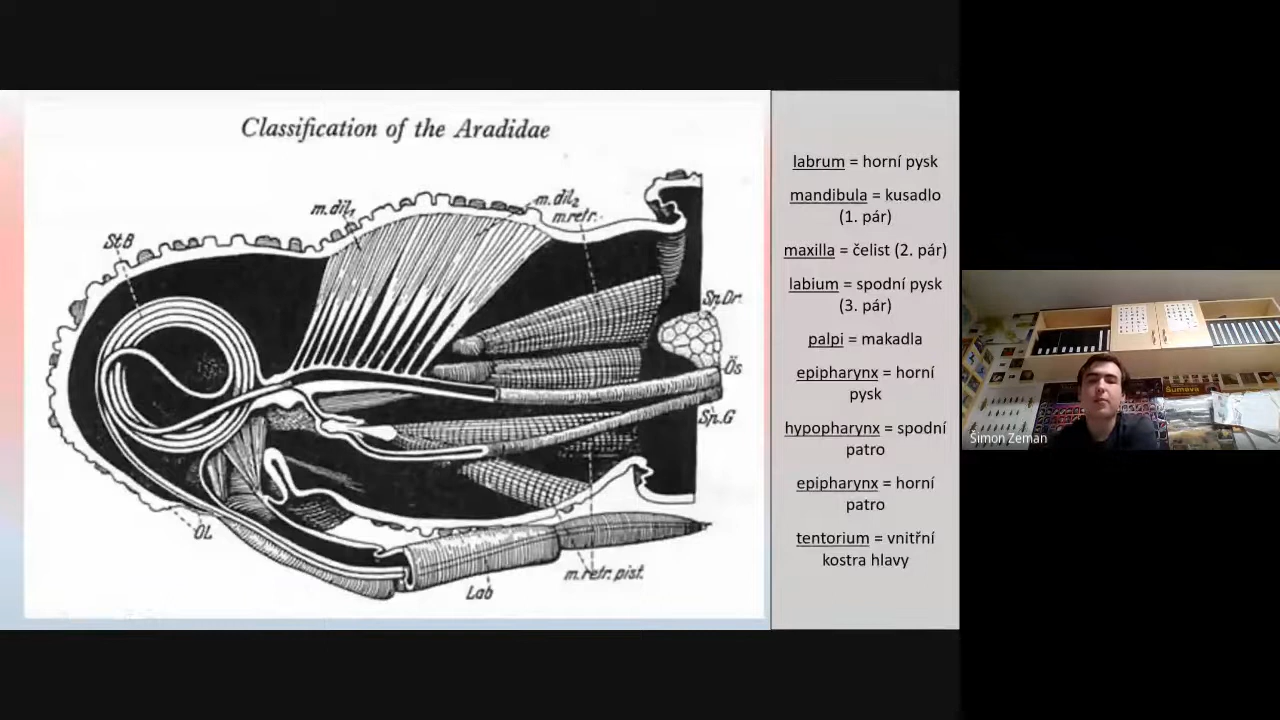 Classification of the Aradidae
m.dil₁
m.dil₂
m.retr.
St.B
Sp.Dr.
Ös
Sp.G
OL
m.retr.pist.
Lab
labrum = horní pysk
mandibula = kusadlo
(1. pár)
maxilla = čelist (2. pár)
labium = spodní pysk
(3. pár)
palpi = makadla
epipharynx = horní
pysk
hypopharynx = spodní
patro
epipharynx = horní
patro
tentorium = vnitřní
kostra hlavy
Šimon Zeman
Šumava